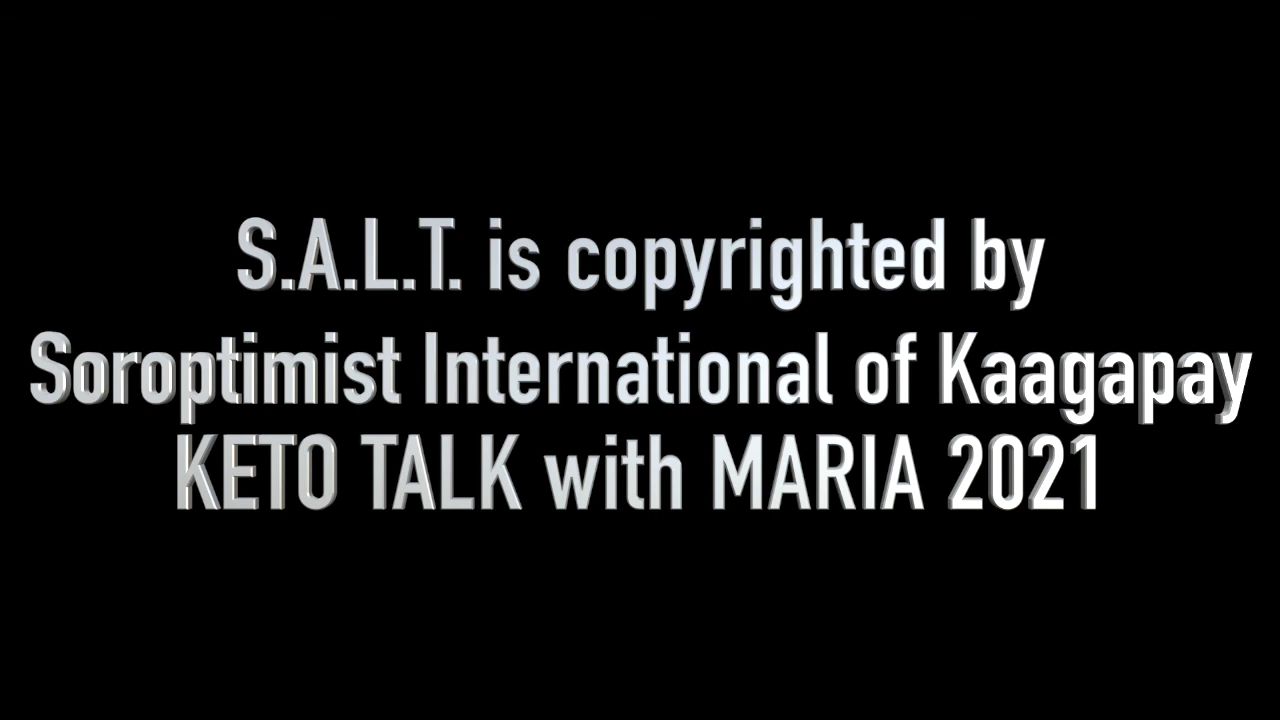 S.A.L.T. is copyrighted by
Soroptimist International of Kaagapay
KETO TALK with MARIA 2021